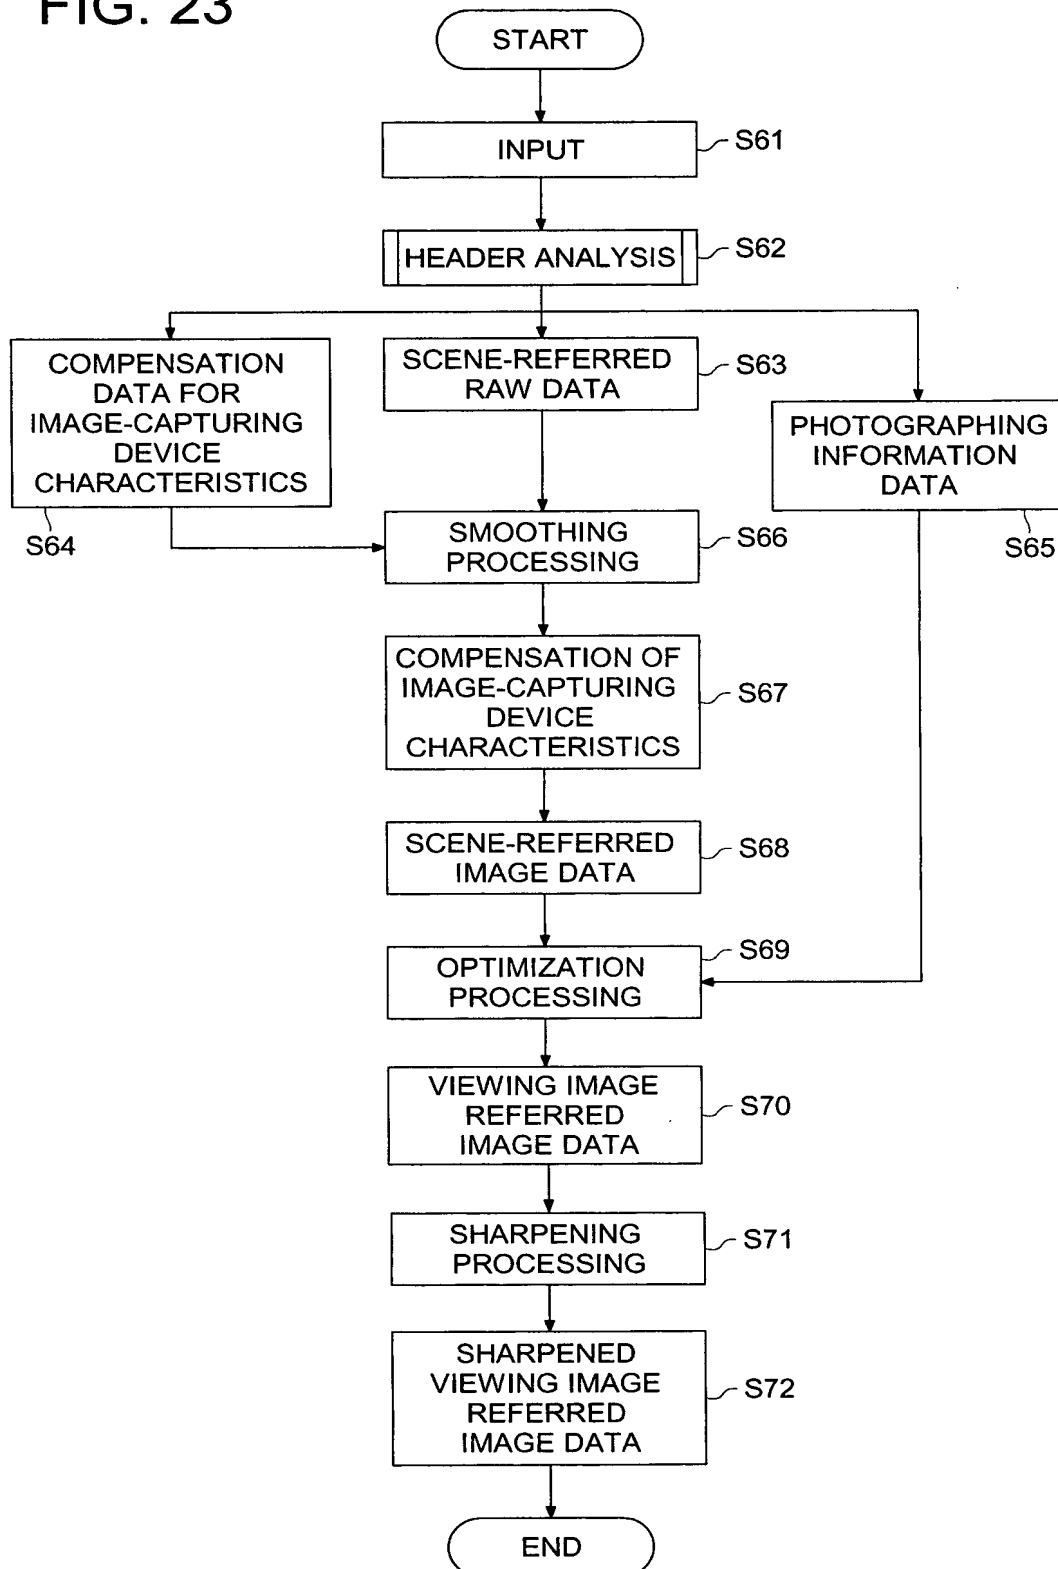 FIG. 23
START
INPUT
S61
HEADER ANALYSIS
S62
COMPENSATION
DATA FOR
IMAGE-CAPTURING
DEVICE
CHARACTERISTICS
S64
SCENE-REFERRED
RAW DATA
S63
PHOTOGRAPHING
INFORMATION
DATA
S65
SMOOTHING
PROCESSING
S66
COMPENSATION OF
IMAGE-CAPTURING
DEVICE
CHARACTERISTICS
S67
SCENE-REFERRED
IMAGE DATA
S68
OPTIMIZATION
PROCESSING
S69
VIEWING IMAGE
REFERRED
IMAGE DATA
S70
SHARPENING
PROCESSING
S71
SHARPENED
VIEWING IMAGE
REFERRED
IMAGE DATA
S72
END